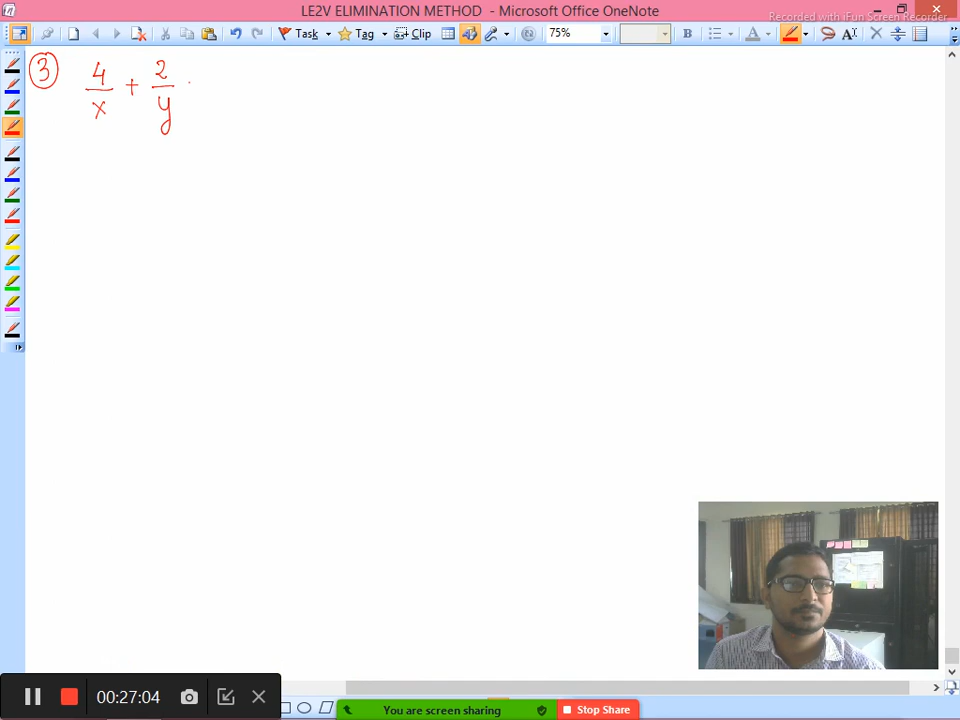 LE2V ELIMINATION METHOD - Microsoft Office OneNote
Recorded with iFun Screen Recorder
Task Tag Clip 75% B A A
③ 4/x + 2/y
00:27:04
You are screen sharing Stop Share